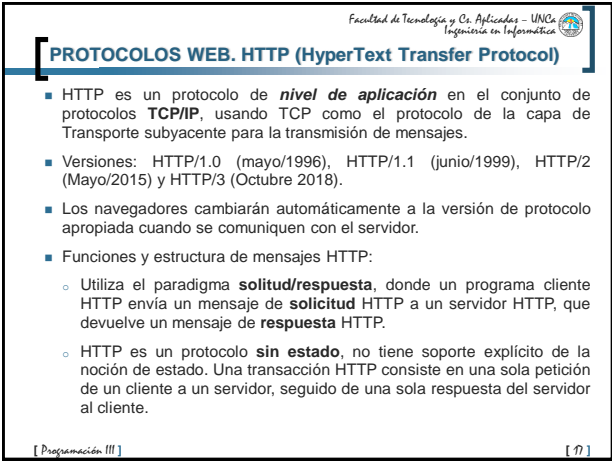 Facultad de Tecnología y Cs. Aplicadas – UNCa
Ingeniería en Informática
PROTOCOLOS WEB. HTTP (HyperText Transfer Protocol)
■ HTTP es un protocolo de nivel de aplicación en el conjunto de
protocolos TCP/IP, usando TCP como el protocolo de la capa de
Transporte subyacente para la transmisión de mensajes.
■ Versiones: HTTP/1.0 (mayo/1996), HTTP/1.1 (junio/1999), HTTP/2
(Mayo/2015) y HTTP/3 (Octubre 2018).
■ Los navegadores cambiarán automáticamente a la versión de protocolo
apropiada cuando se comuniquen con el servidor.
■ Funciones y estructura de mensajes HTTP:
○ Utiliza el paradigma solitud/respuesta, donde un programa cliente
HTTP envía un mensaje de solicitud HTTP a un servidor HTTP, que
devuelve un mensaje de respuesta HTTP.
○ HTTP es un protocolo sin estado, no tiene soporte explícito de la
noción de estado. Una transacción HTTP consiste en una sola petición
de un cliente a un servidor, seguido de una sola respuesta del servidor
al cliente.
[ Programación III ]
[ 17 ]